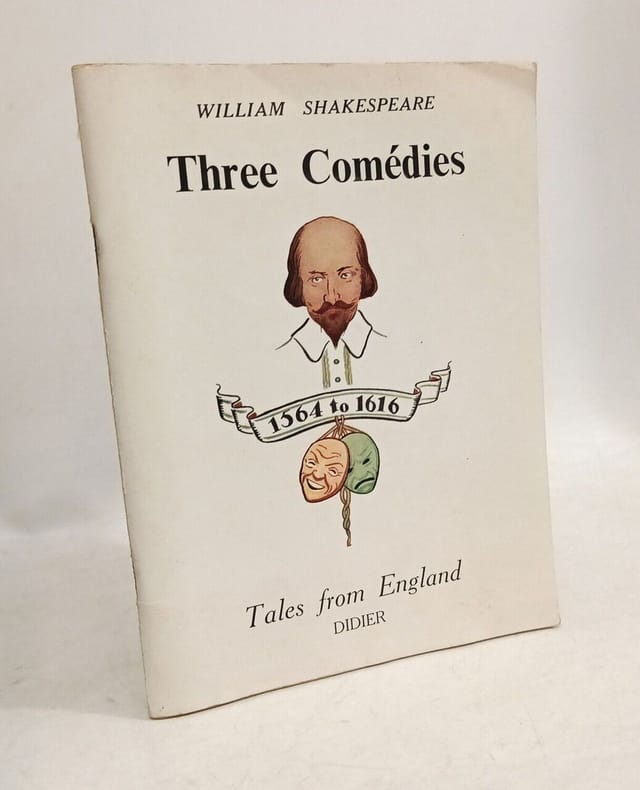 WILLIAM SHAKESPEARE
Three Comédies
1564 to 1616
Tales from England
DIDIER